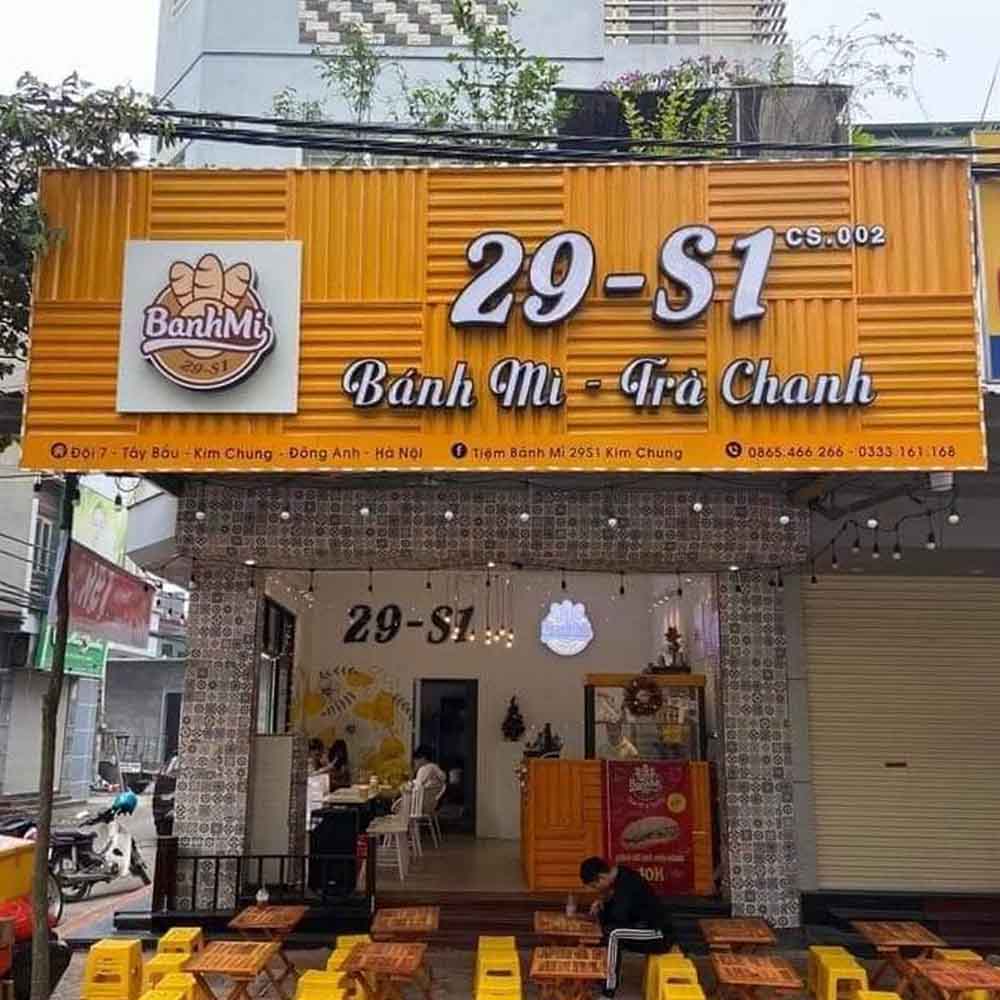 29-S1 CS.002
BanhMi
29-S1
Bánh Mì - Trà Chanh
Đội 7 - Tây Bầu - Kim Chung - Đông Anh - Hà Nội
Tiệm Bánh Mì 29S1 Kim Chung
0865.466 266 - 0333.161.168
29-S1